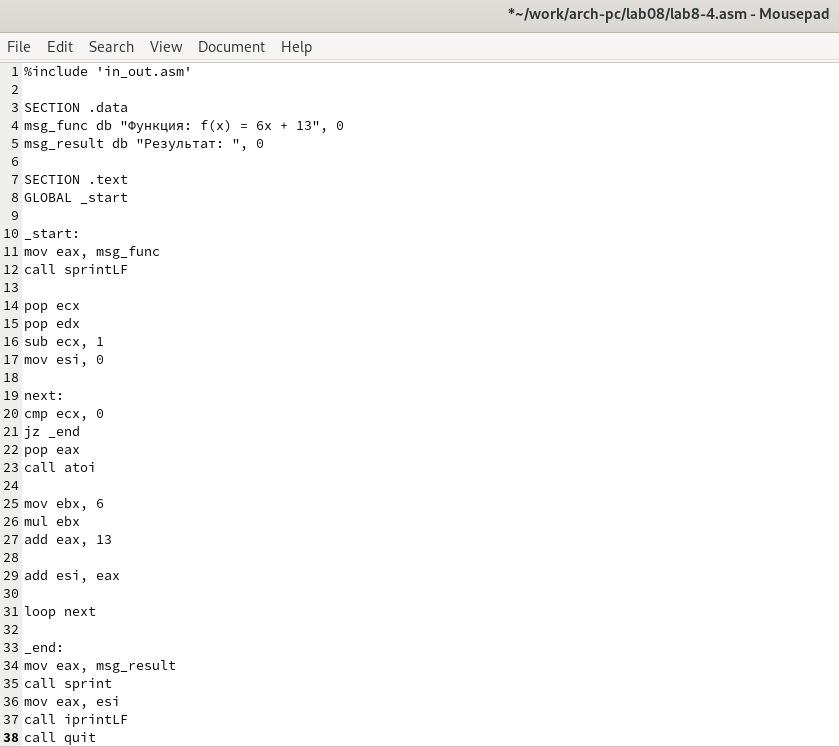 *~/work/arch-pc/lab08/lab8-4.asm - Mousepad
File Edit Search View Document Help
1 %include 'in_out.asm'
2
3 SECTION .data
4 msg_func db "Функция: f(x) = 6x + 13", 0
5 msg_result db "Результат: ", 0
6
7 SECTION .text
8 GLOBAL _start
9
10 _start:
11 mov eax, msg_func
12 call sprintLF
13
14 pop ecx
15 pop edx
16 sub ecx, 1
17 mov esi, 0
18
19 next:
20 cmp ecx, 0
21 jz _end
22 pop eax
23 call atoi
24
25 mov ebx, 6
26 mul ebx
27 add eax, 13
28
29 add esi, eax
30
31 loop next
32
33 _end:
34 mov eax, msg_result
35 call sprint
36 mov eax, esi
37 call iprintLF
38 call quit